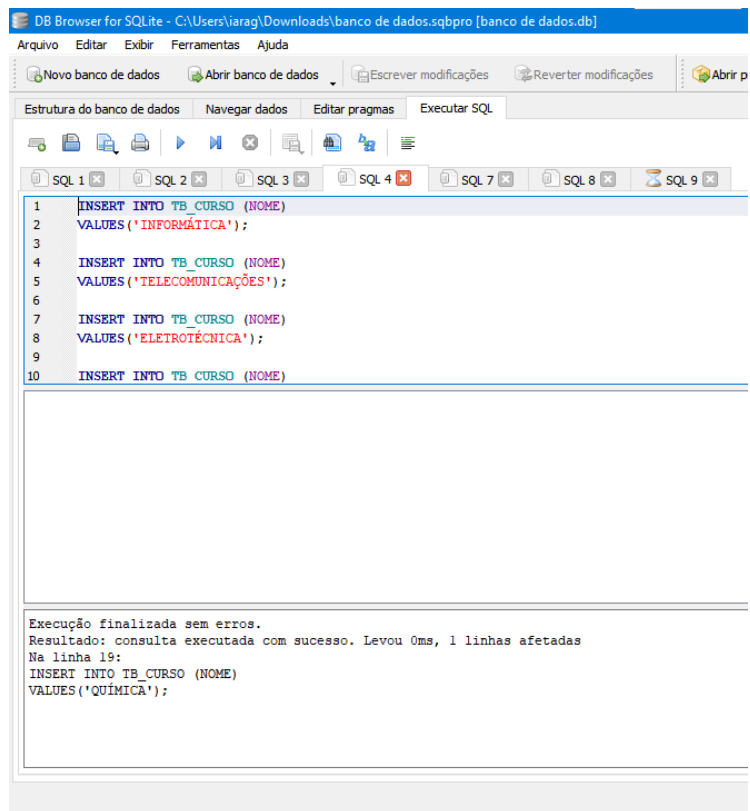 DB Browser for SQLite - C:\Users\iarag\Downloads\banco de dados.sqbpro [banco de dados.db]
Arquivo Editar Exibir Ferramentas Ajuda
Novo banco de dados Abrir banco de dados Escrever modificações Reverter modificações Abrir p
Estrutura do banco de dados Navegar dados Editar pragmas Executar SQL
SQL 1 SQL 2 SQL 3 SQL 4 SQL 7 SQL 8 SQL 9
1 INSERT INTO TB_CURSO (NOME)
2 VALUES('INFORMÁTICA');
3
4 INSERT INTO TB_CURSO (NOME)
5 VALUES('TELECOMUNICAÇÕES');
6
7 INSERT INTO TB_CURSO (NOME)
8 VALUES('ELETROTÉCNICA');
9
10 INSERT INTO TB_CURSO (NOME)
Execução finalizada sem erros.
Resultado: consulta executada com sucesso. Levou 0ms, 1 linhas afetadas
Na linha 19:
INSERT INTO TB_CURSO (NOME)
VALUES('QUÍMICA');